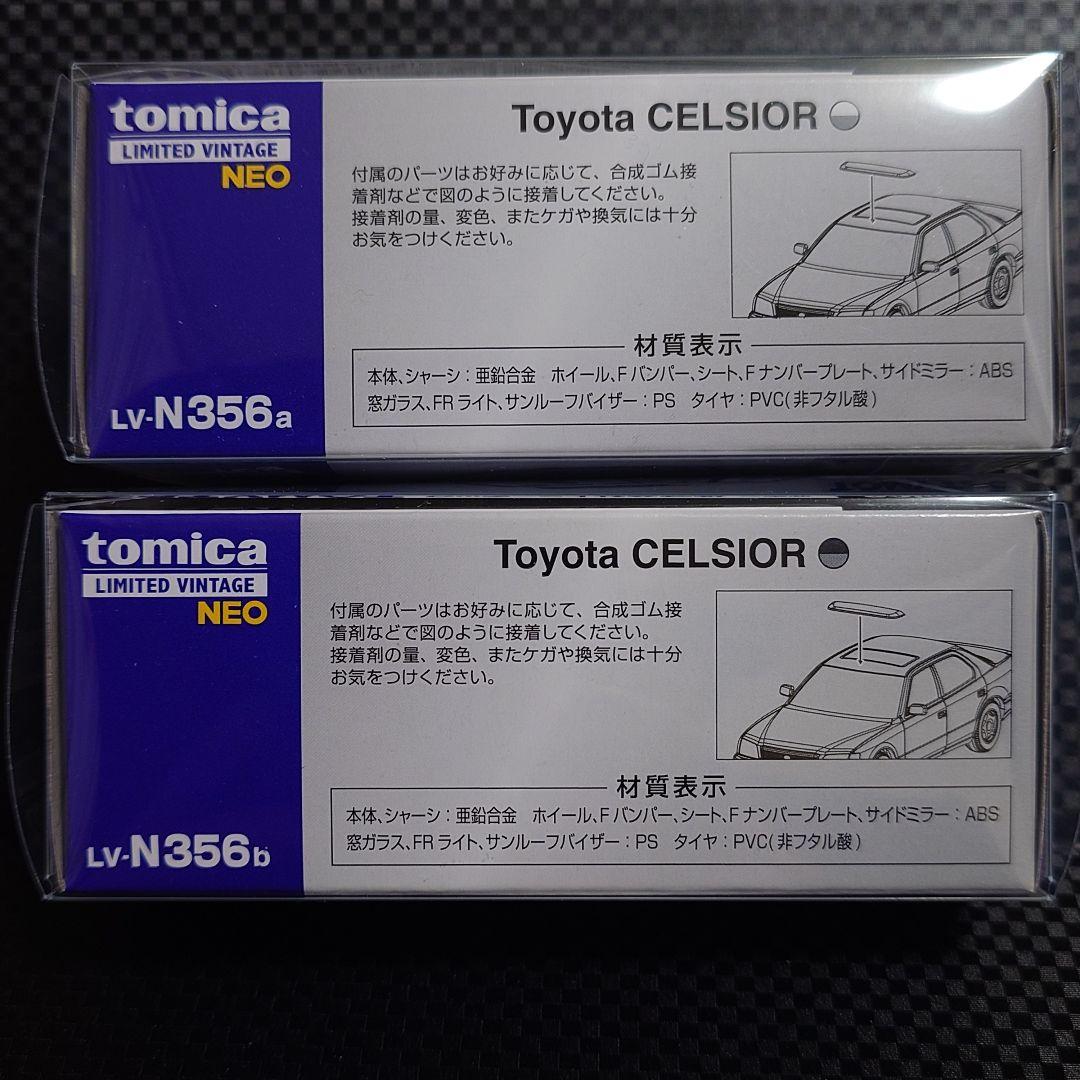 tomica
LIMITED VINTAGE
NEO
LV-N356a
Toyota CELSIOR
付属のパーツはお好みに応じて、合成ゴム接
着剤などで図のように接着してください。
接着剤の量、変色、またケガや換気には十分
お気をつけください。
材質表示
本体、シャーシ：亜鉛合金　ホイール、Fバンパー、シート、Fナンバープレート、サイドミラー：ABS
窓ガラス、FRライト、サンルーフバイザー：PS　タイヤ：PVC(非フタル酸)
tomica
LIMITED VINTAGE
NEO
LV-N356b
Toyota CELSIOR
付属のパーツはお好みに応じて、合成ゴム接
着剤などで図のように接着してください。
接着剤の量、変色、またケガや換気には十分
お気をつけください。
材質表示
本体、シャーシ：亜鉛合金　ホイール、Fバンパー、シート、Fナンバープレート、サイドミラー：ABS
窓ガラス、FRライト、サンルーフバイザー：PS　タイヤ：PVC(非フタル酸)